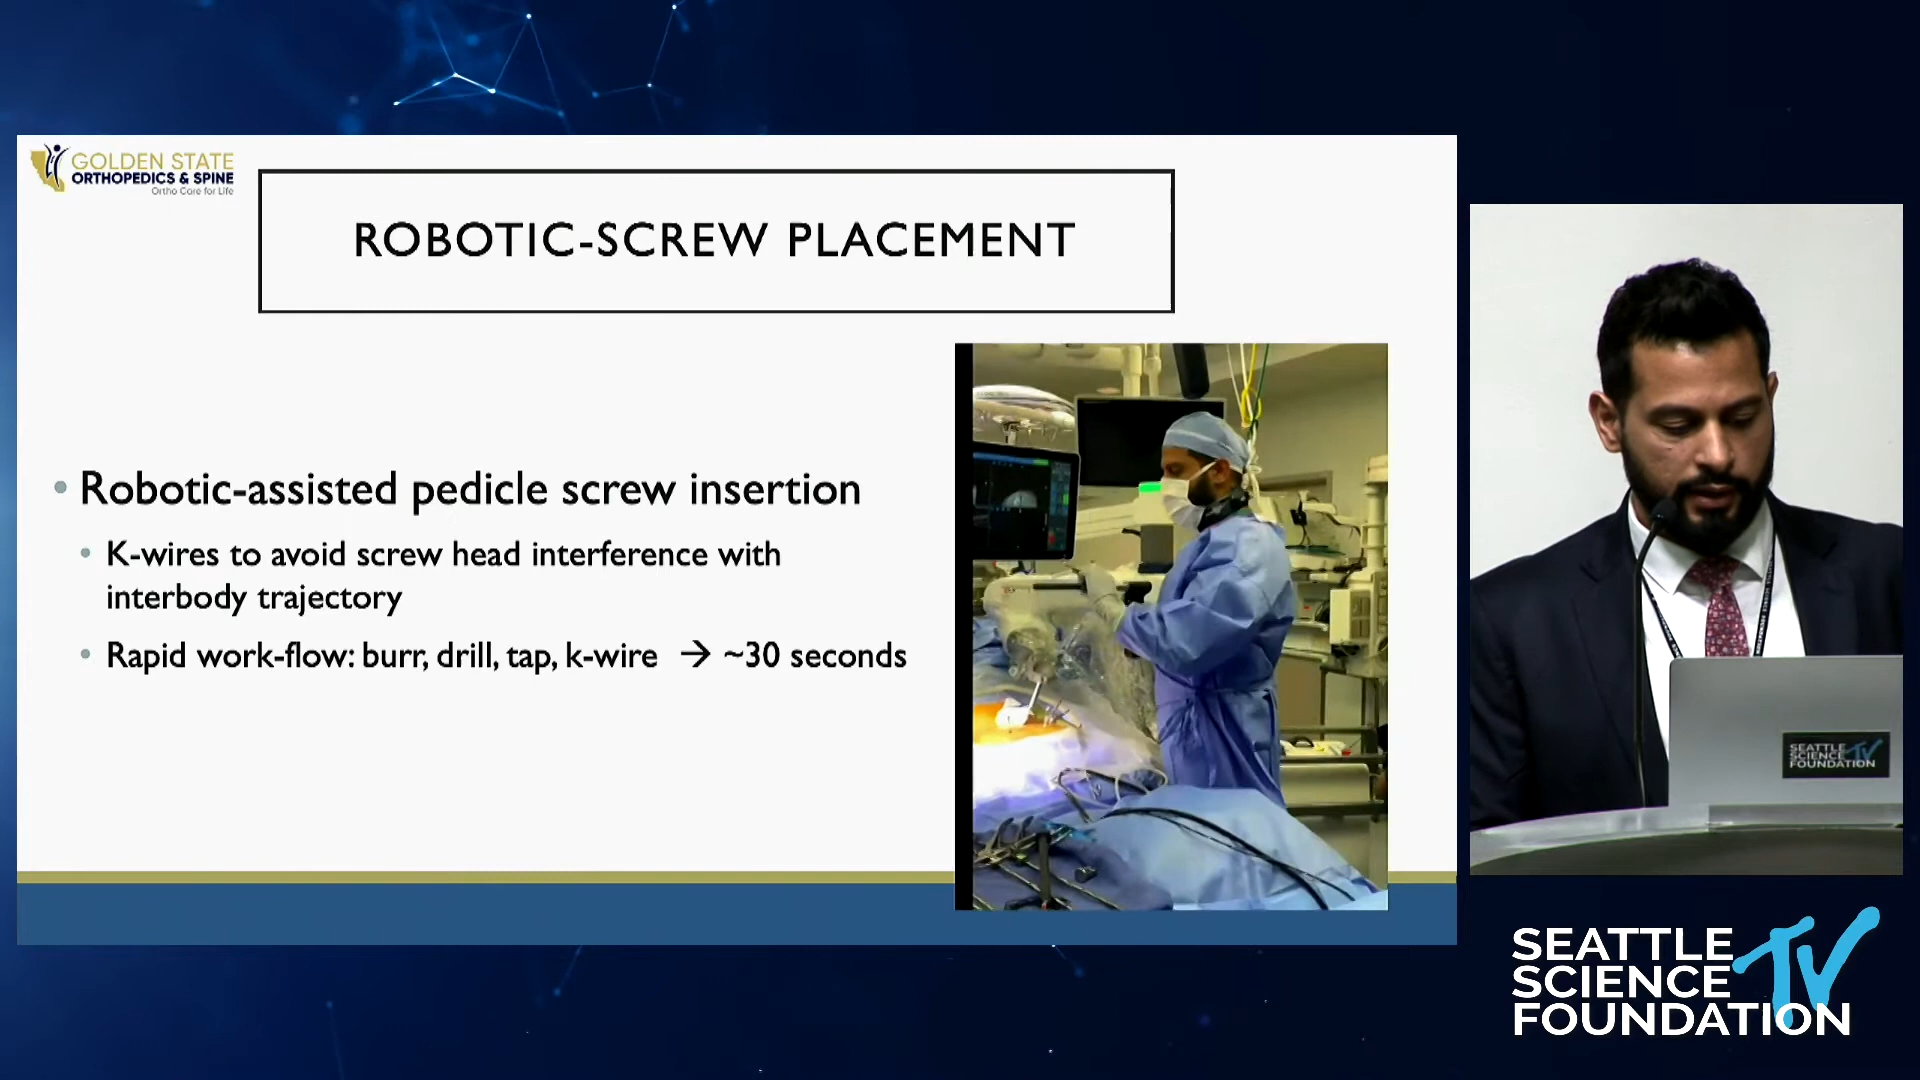 GOLDEN STATE
ORTHOPEDICS & SPINE
Ortho Care for Life
ROBOTIC-SCREW PLACEMENT
• Robotic-assisted pedicle screw insertion
• K-wires to avoid screw head interference with
interbody trajectory
• Rapid work-flow: burr, drill, tap, k-wire → ~30 seconds
SEATTLE
SCIENCE
FOUNDATION
TV
SEATTLE
SCIENCE
FOUNDATION
TV